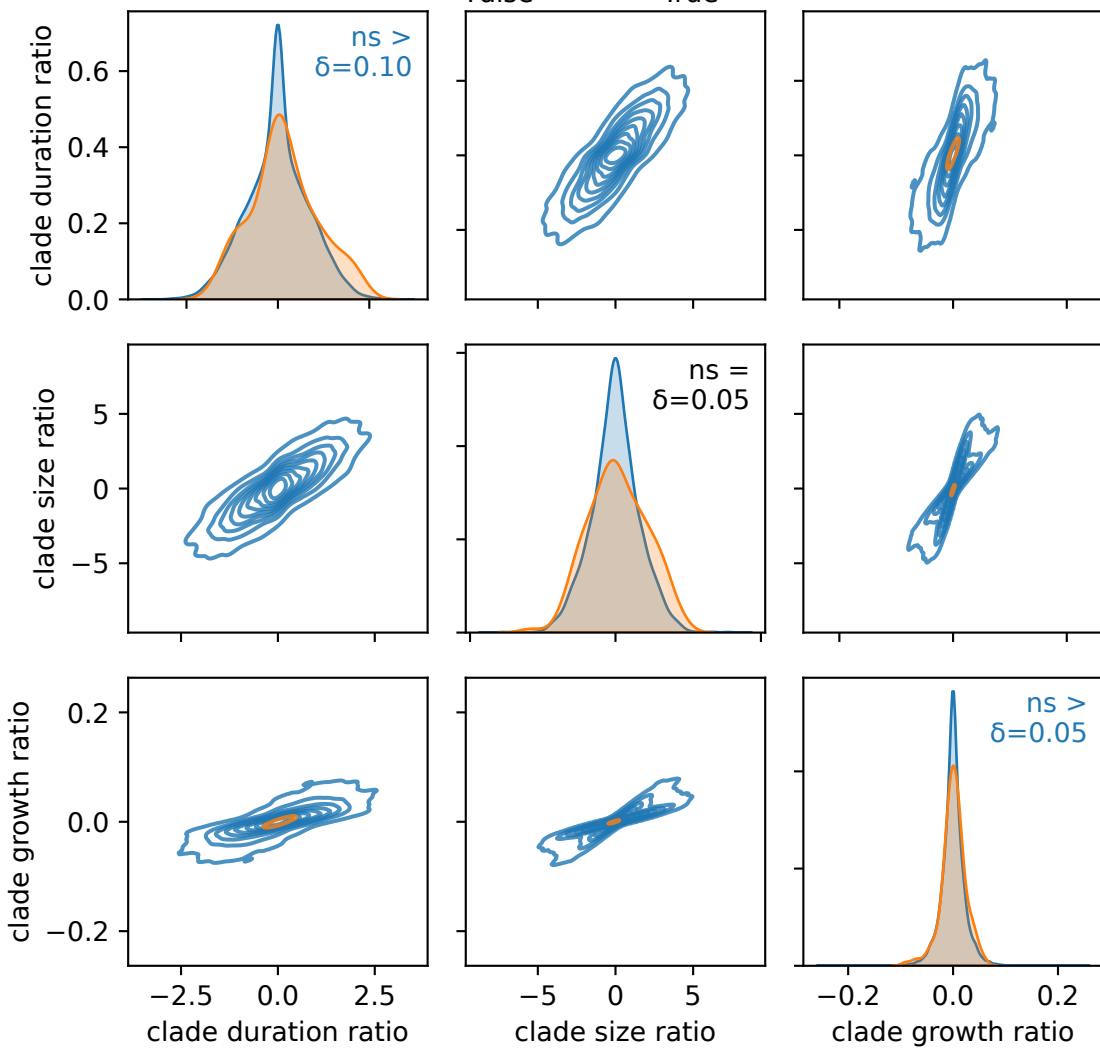 True
clade duration ratio
0.6
0.4
0.2
0.0
ns >
δ=0.10
clade size ratio
5
0
−5
ns =
δ=0.05
clade growth ratio
0.2
0.0
−0.2
ns >
δ=0.05
−2.5 0.0 2.5
−5 0 5
−0.2 0.0 0.2
clade duration ratio
clade size ratio
clade growth ratio